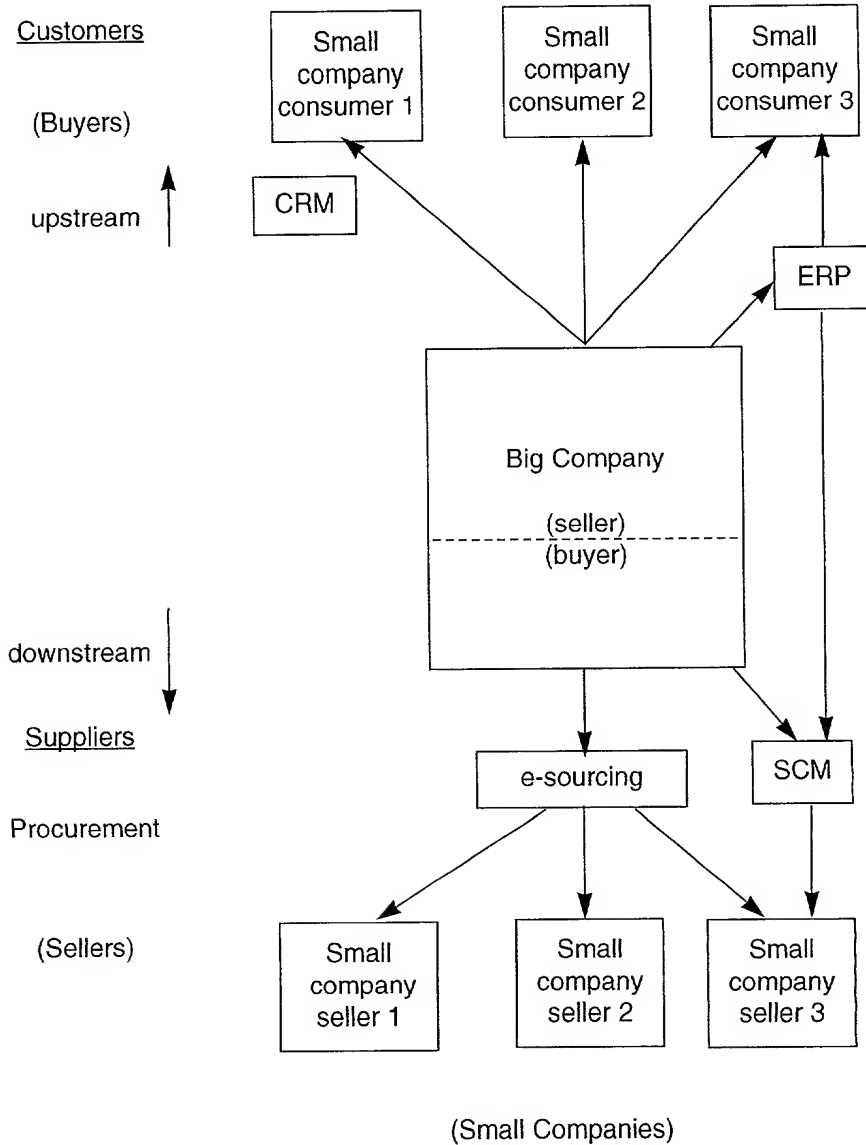 Customers
Small
company
consumer 1
Small
company
consumer 2
Small
company
consumer 3
(Buyers)
upstream
CRM
ERP
Big Company
(seller)
(buyer)
downstream
Suppliers
e-sourcing
SCM
Procurement
(Sellers)
Small
company
seller 1
Small
company
seller 2
Small
company
seller 3
(Small Companies)